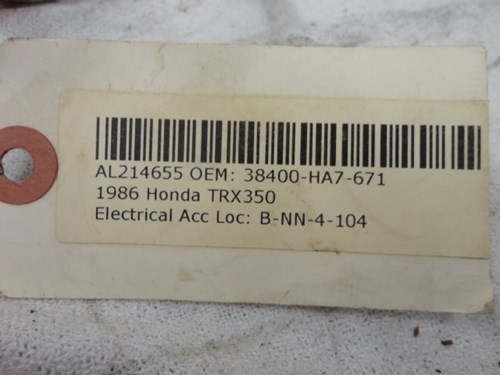 AL214655 OEM: 38400-HA7-671
1986 Honda TRX350
Electrical Acc Loc: B-NN-4-104